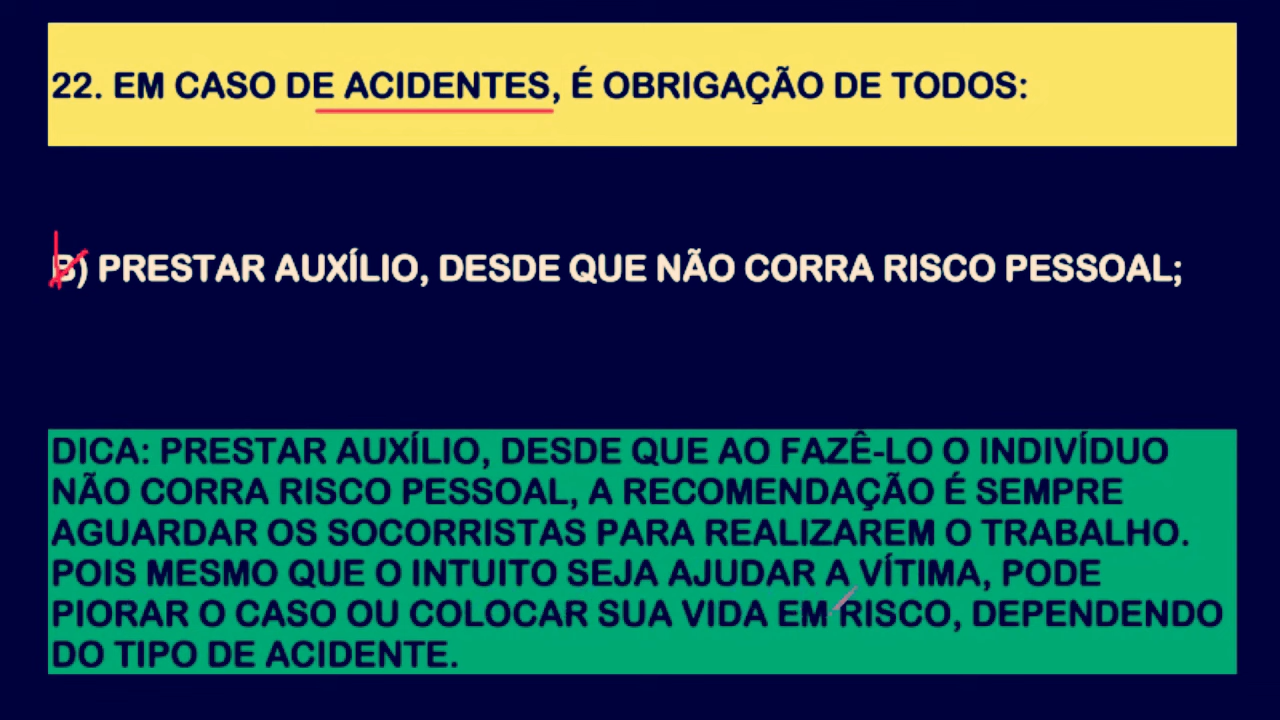 22. EM CASO DE ACIDENTES, É OBRIGAÇÃO DE TODOS:
B) PRESTAR AUXÍLIO, DESDE QUE NÃO CORRA RISCO PESSOAL;
DICA: PRESTAR AUXÍLIO, DESDE QUE AO FAZÊ-LO O INDIVÍDUO
NÃO CORRA RISCO PESSOAL, A RECOMENDAÇÃO É SEMPRE
AGUARDAR OS SOCORRISTAS PARA REALIZAREM O TRABALHO.
POIS MESMO QUE O INTUITO SEJA AJUDAR A VÍTIMA, PODE
PIORAR O CASO OU COLOCAR SUA VIDA EM RISCO, DEPENDENDO
DO TIPO DE ACIDENTE.